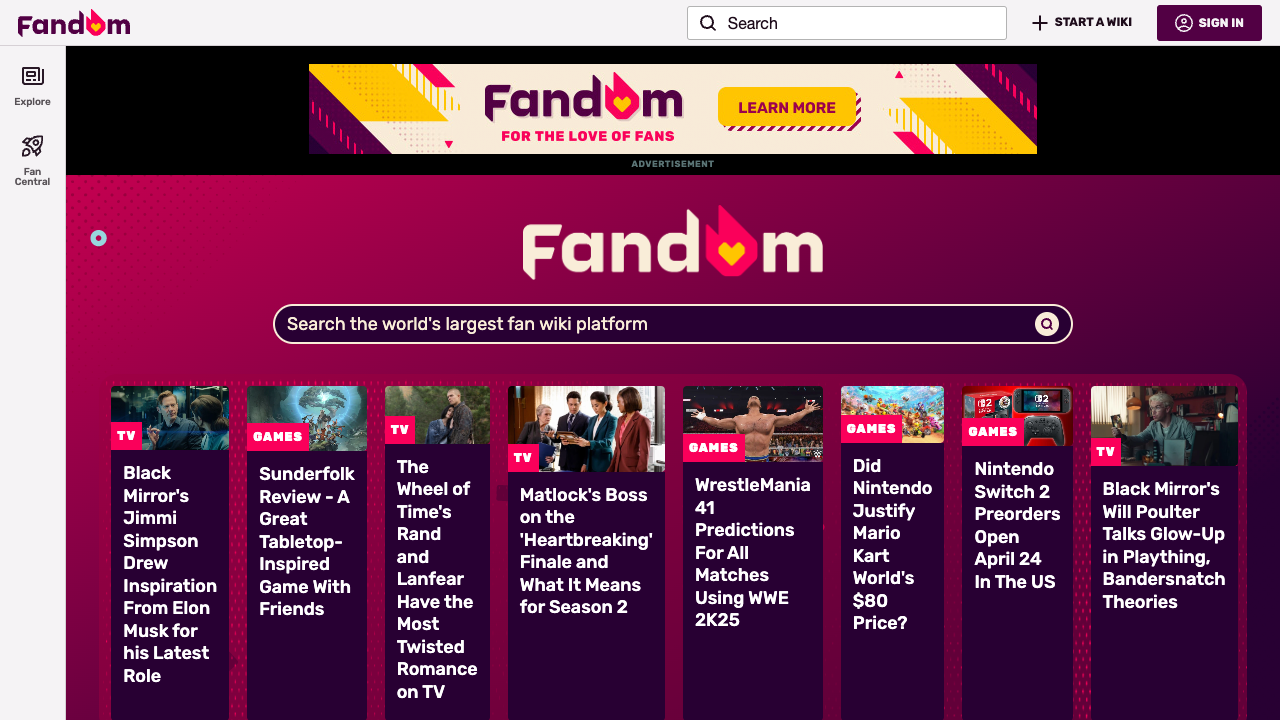 Fandom
Search
START A WIKI
SIGN IN
Explore
Fan
Central
Fandom
FOR THE LOVE OF FANS
LEARN MORE
ADVERTISEMENT
Fandom
Search the world's largest fan wiki platform
TV
Black
Mirror's
Jimmi
Simpson
Drew
Inspiration
From Elon
Musk for
his Latest
Role
GAMES
Sunderfolk
Review - A
Great
Tabletop-
Inspired
Game With
Friends
TV
The
Wheel of
Time's
Rand
and
Lanfear
Have the
Most
Twisted
Romance
on TV
TV
Matlock's Boss
on the
'Heartbreaking'
Finale and
What It Means
for Season 2
GAMES
WrestleMania
41
Predictions
For All
Matches
Using WWE
2K25
GAMES
Did
Nintendo
Justify
Mario
Kart
World's
$80
Price?
GAMES
Nintendo
Switch 2
Preorders
Open
April 24
In The US
TV
Black Mirror's
Will Poulter
Talks Glow-Up
in Plaything,
Bandersnatch
Theories